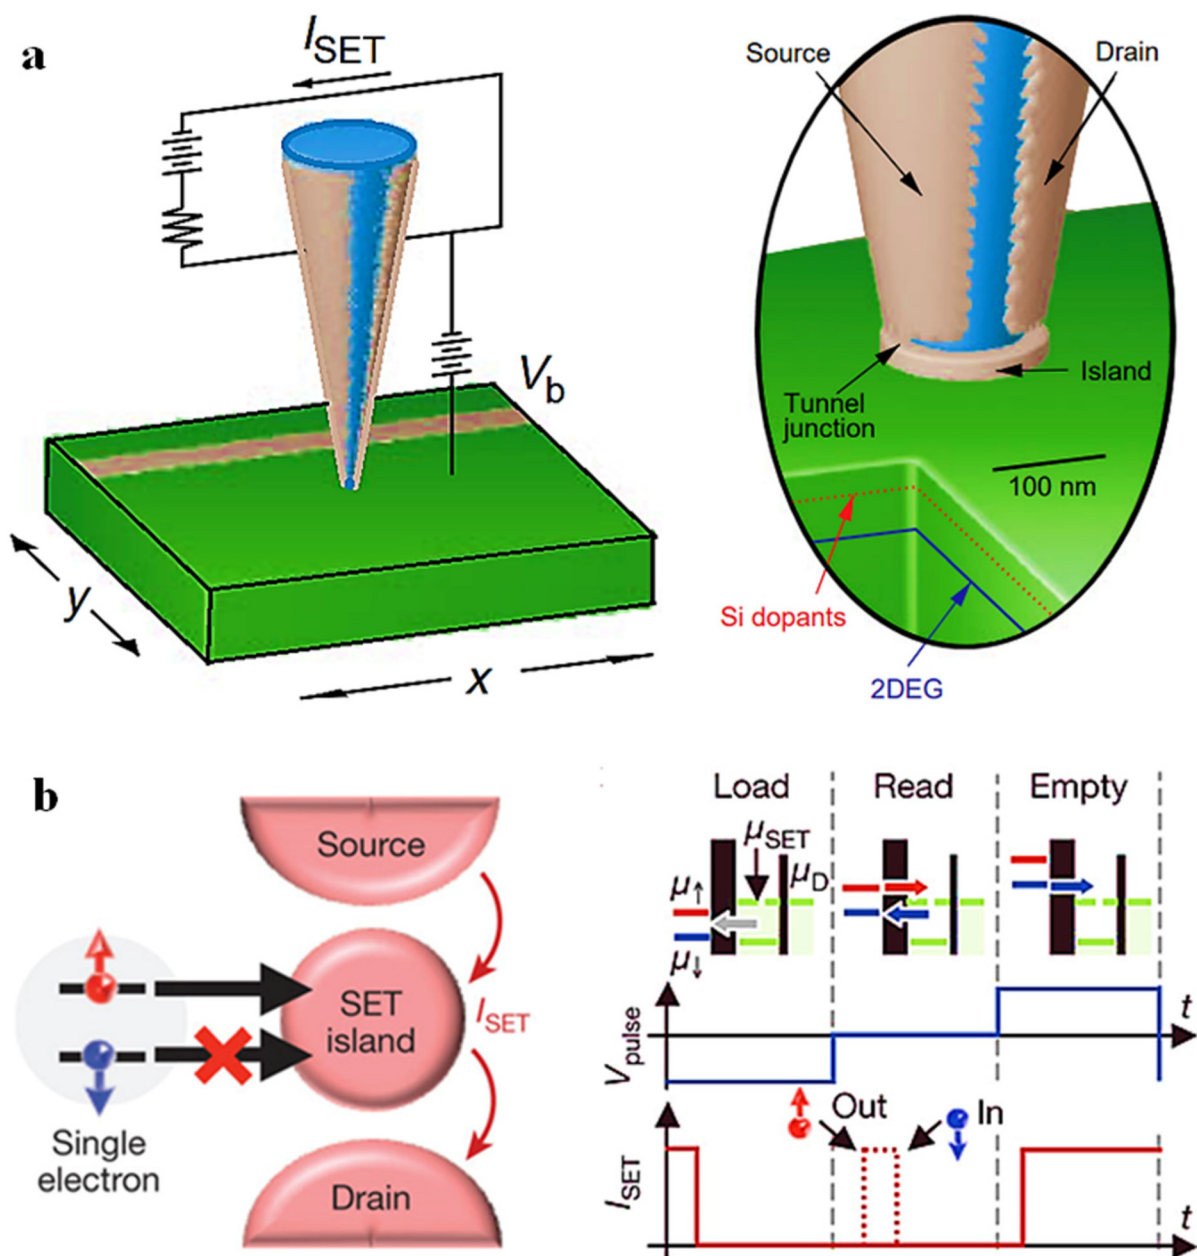 a
I_SET
V_b
y
x
Source
Drain
Island
Tunnel
junction
100 nm
Si dopants
2DEG
b
Source
SET
island
I_SET
Drain
Single
electron
Load
Read
Empty
μ_SET
μ_D
μ↑
μ↓
V_pulse
t
Out
In
I_SET
t